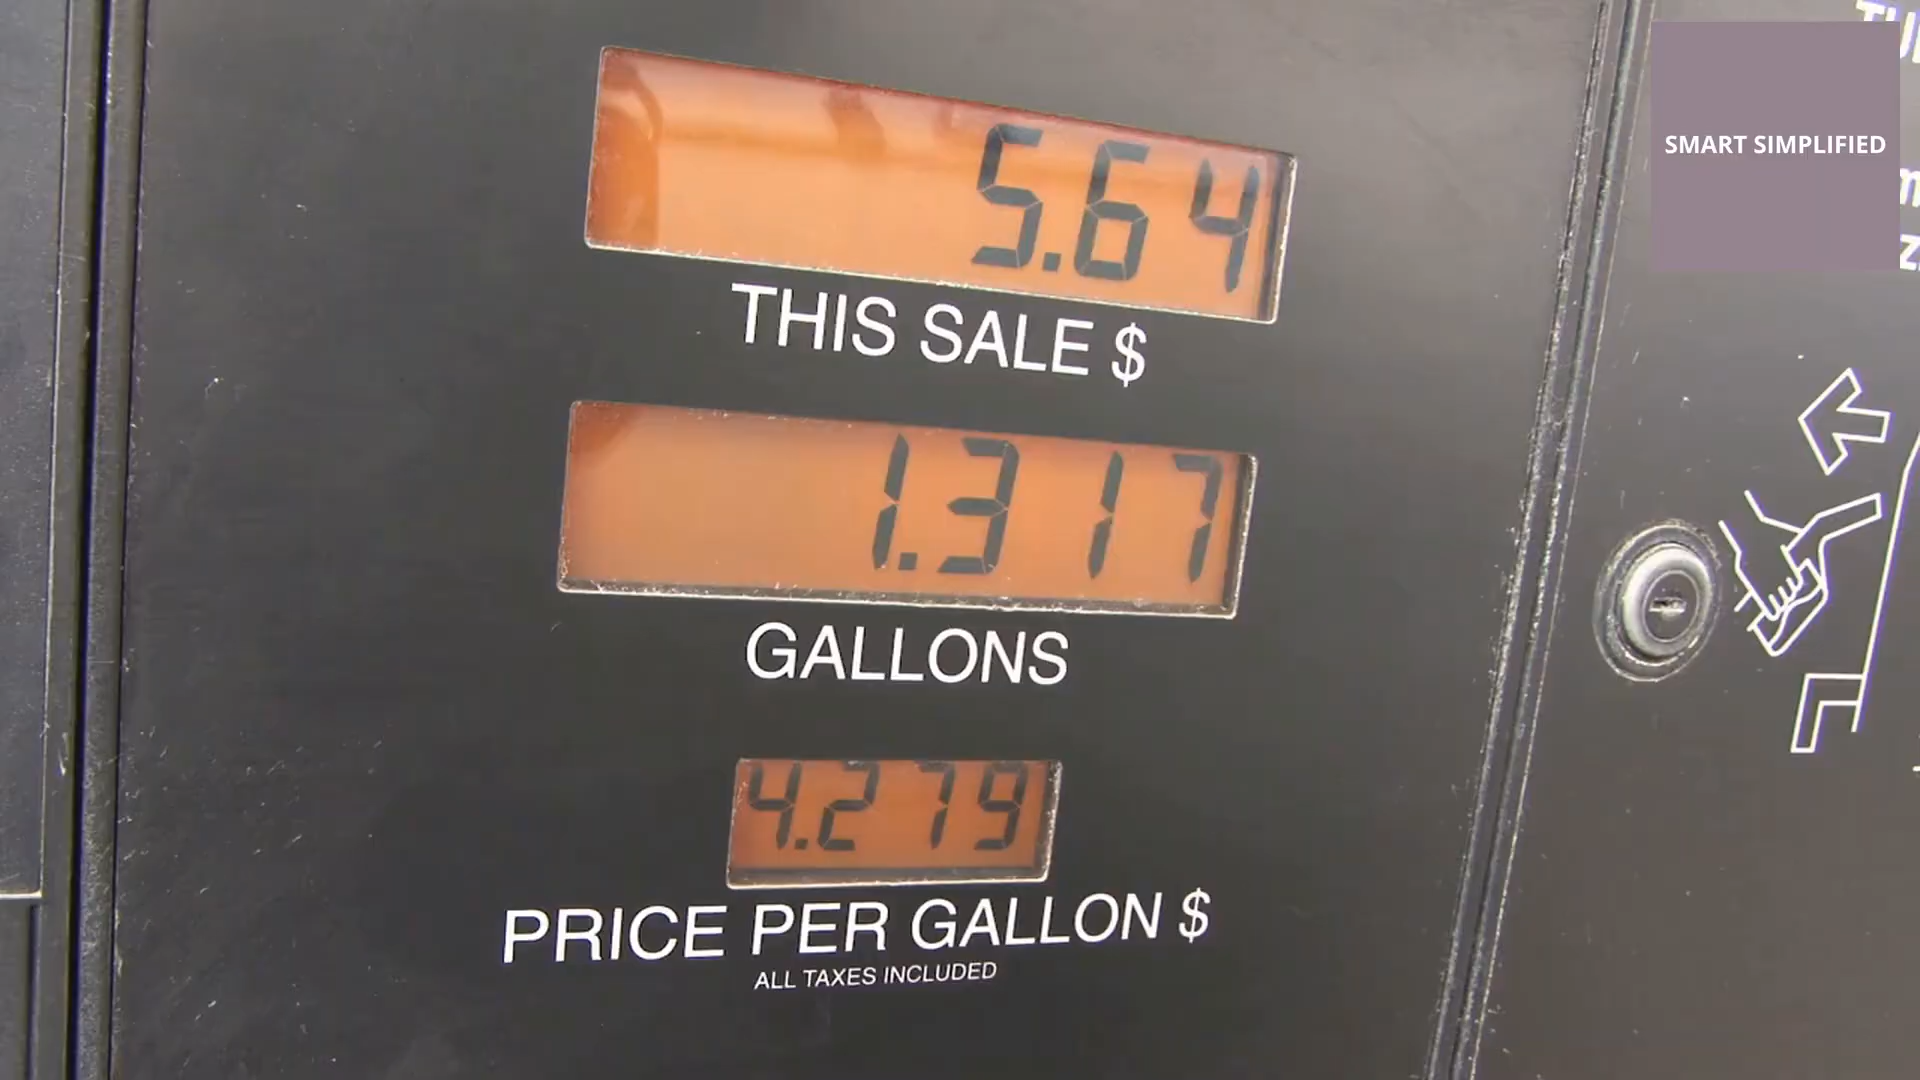 5.64
THIS SALE $
1.317
GALLONS
4.279
PRICE PER GALLON $
ALL TAXES INCLUDED
SMART SIMPLIFIED